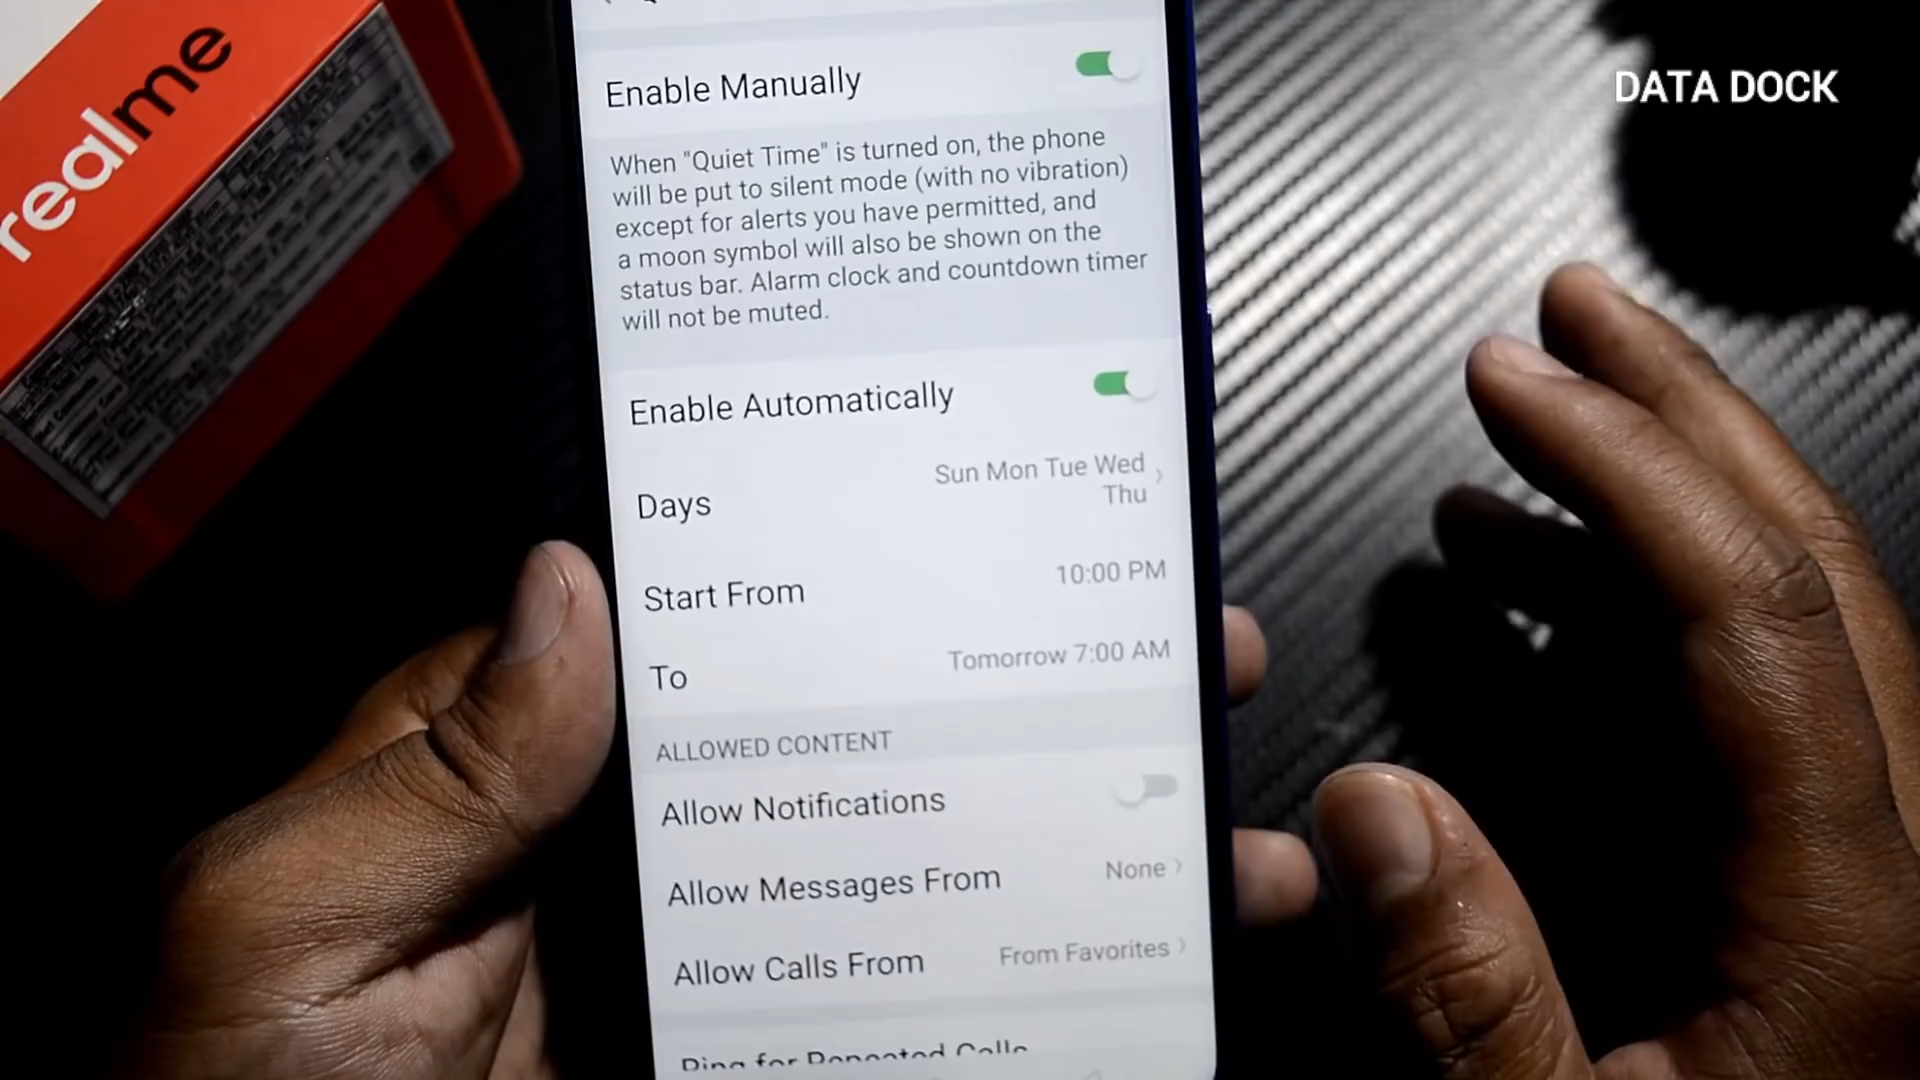 realme
DATA DOCK
Enable Manually
When "Quiet Time" is turned on, the phone
will be put to silent mode (with no vibration)
except for alerts you have permitted, and
a moon symbol will also be shown on the
status bar. Alarm clock and countdown timer
will not be muted.
Enable Automatically
Days
Sun Mon Tue Wed
Thu
Start From
10:00 PM
To
Tomorrow 7:00 AM
ALLOWED CONTENT
Allow Notifications
Allow Messages From
None
Allow Calls From
From Favorites
Ring for Repeated Calls